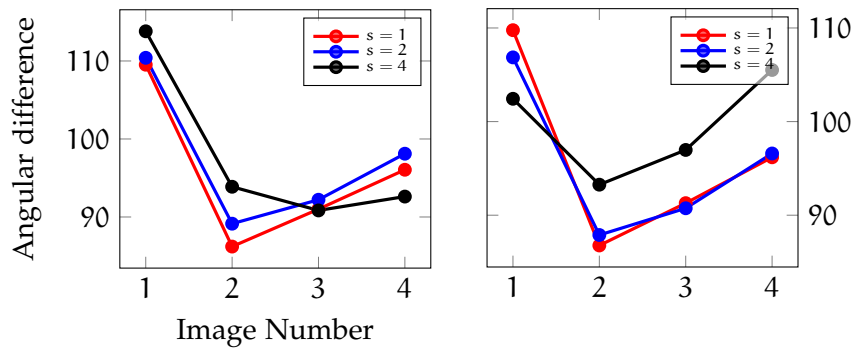 Angular difference
110
100
90
1 2 3 4
Image Number
s = 1
s = 2
s = 4
s = 1
s = 2
s = 4
110
100
90
1 2 3 4